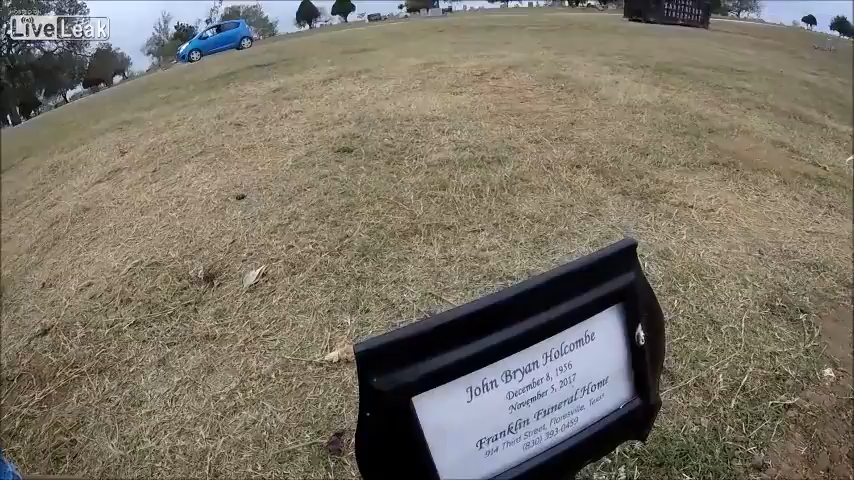 LiveLeak
John Bryan Holcombe
December 8, 1956
November 5, 2017
Franklin Funeral Home
914 Third Street, Floresville, Texas
(830) 393-0459